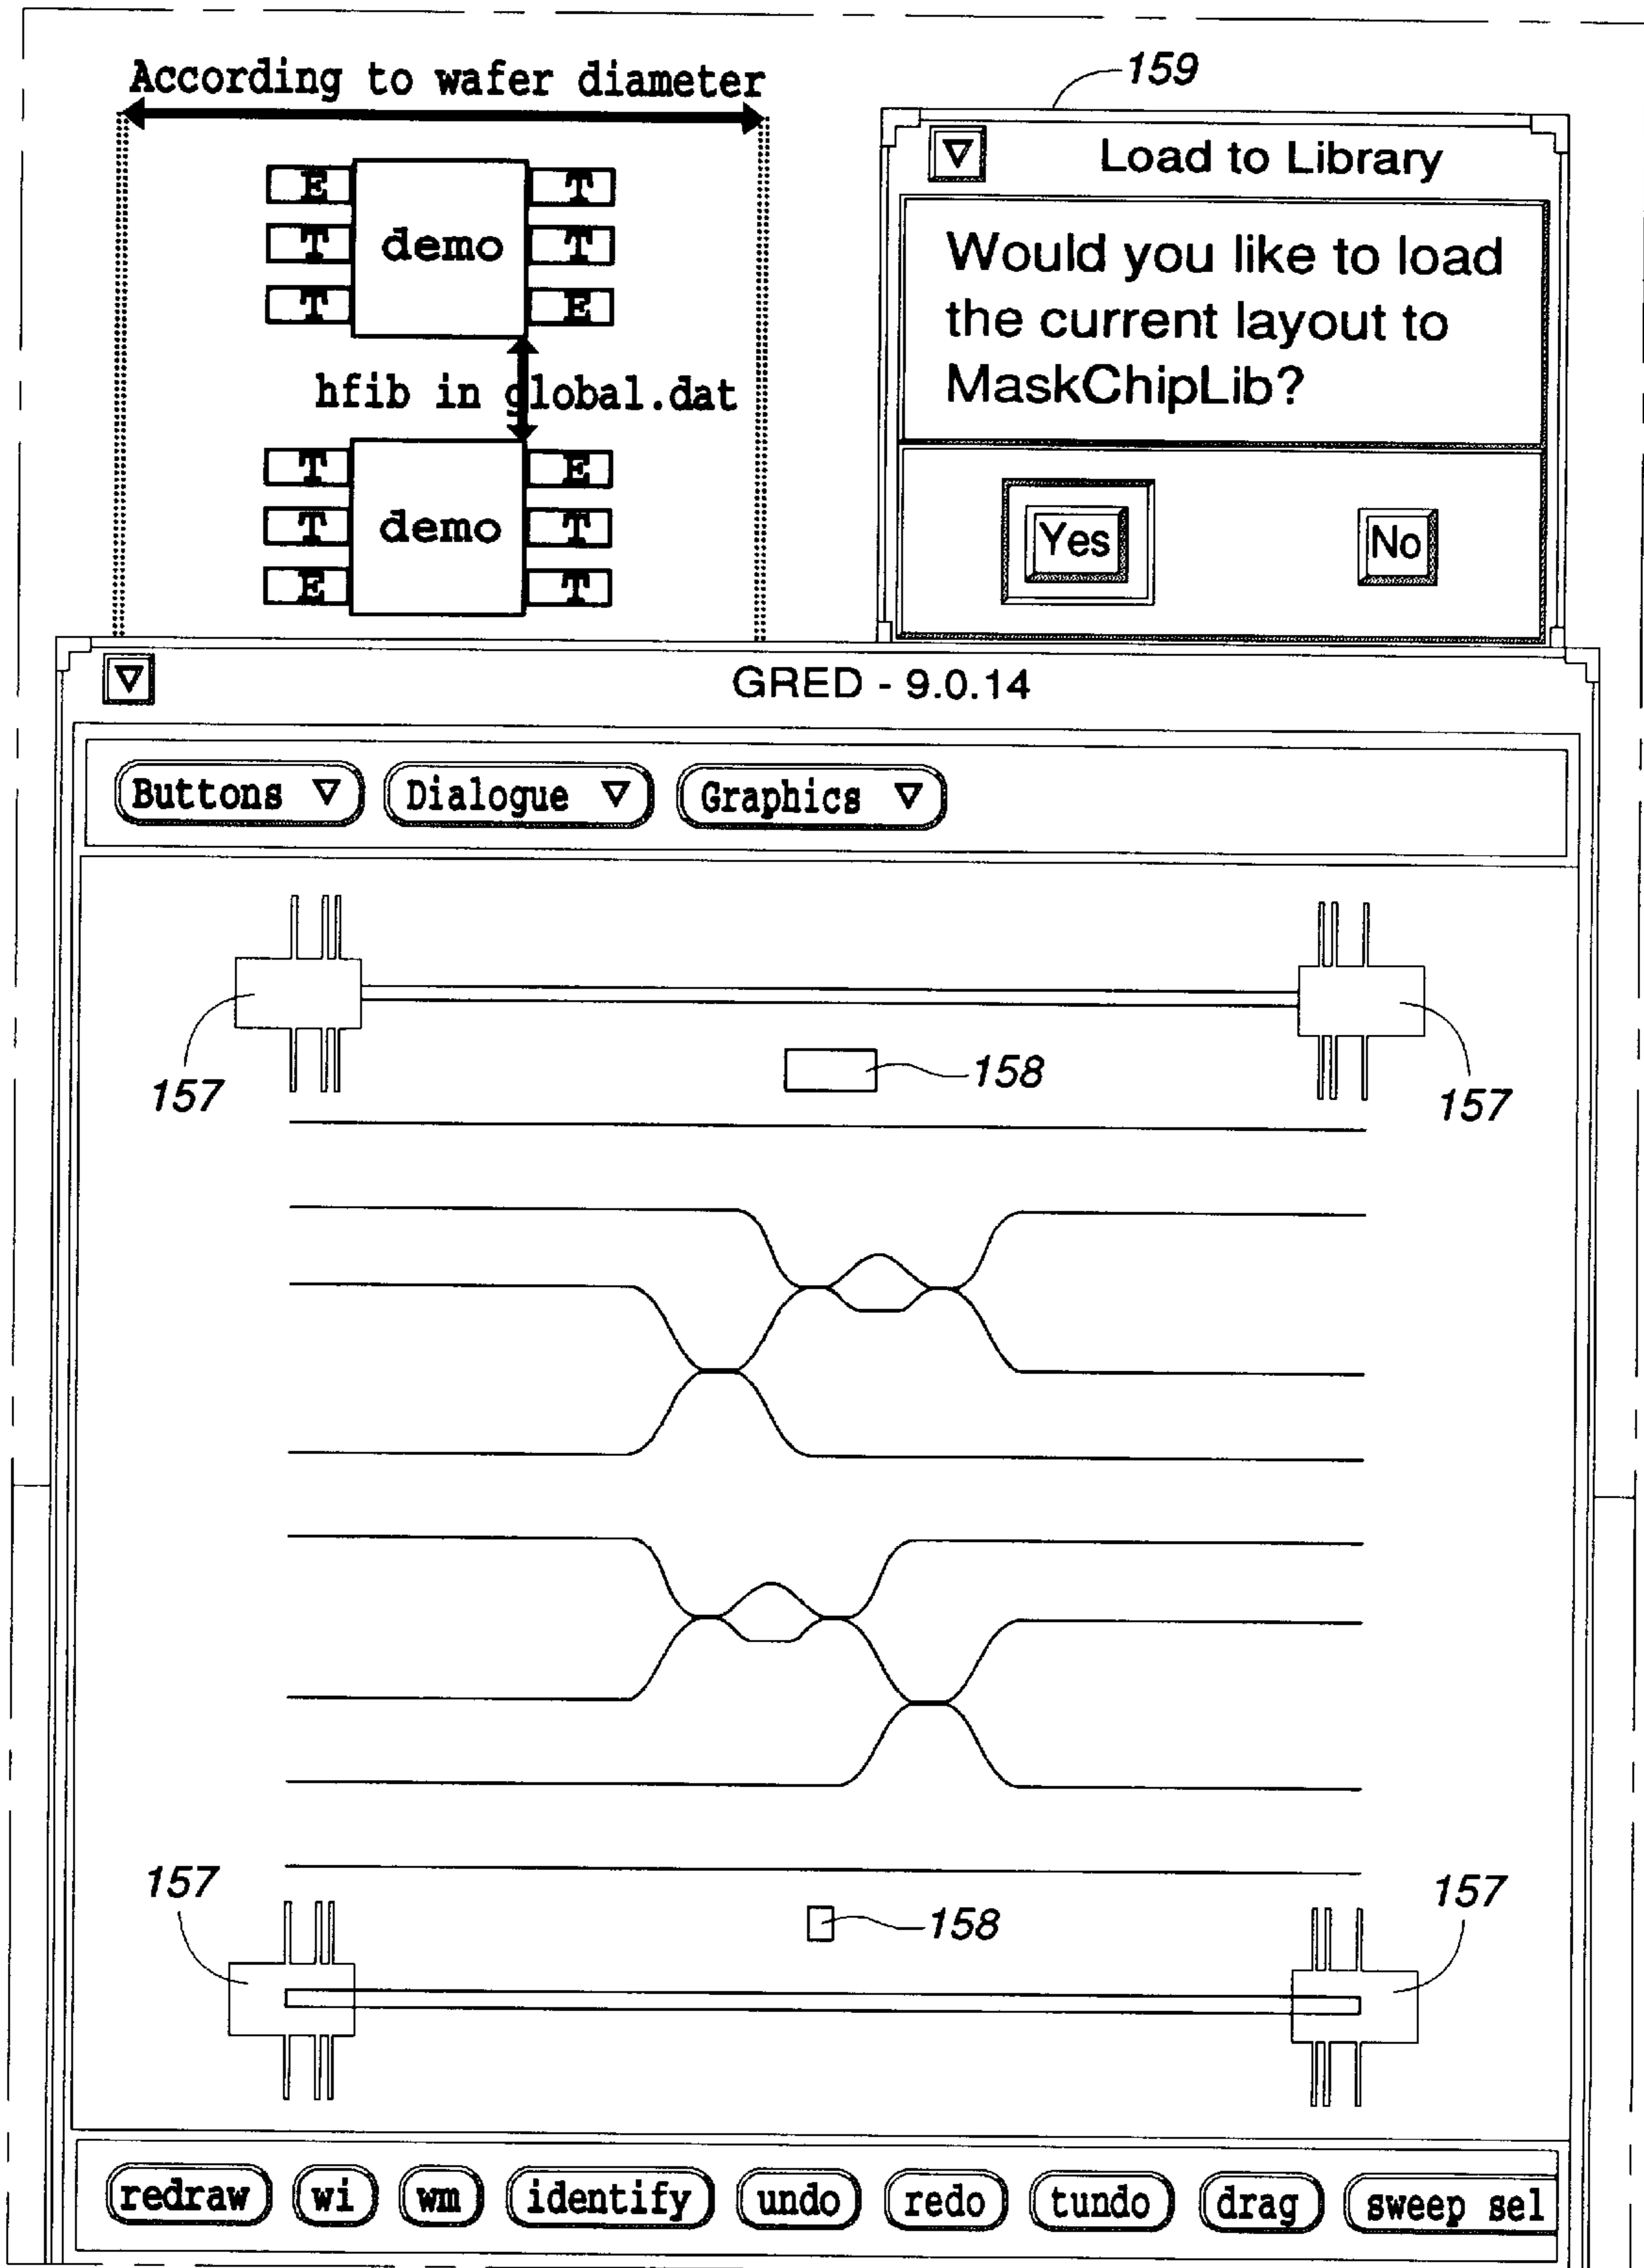 According to wafer diameter
E T
T demo T
T E
hfib in global.dat
T E
T demo T
E T
159
Load to Library
Would you like to load
the current layout to
MaskChipLib?
Yes No
GRED - 9.0.14
Buttons Dialogue Graphics
157 158 157
157 158 157
redraw wi wm identify undo redo tundo drag sweep sel